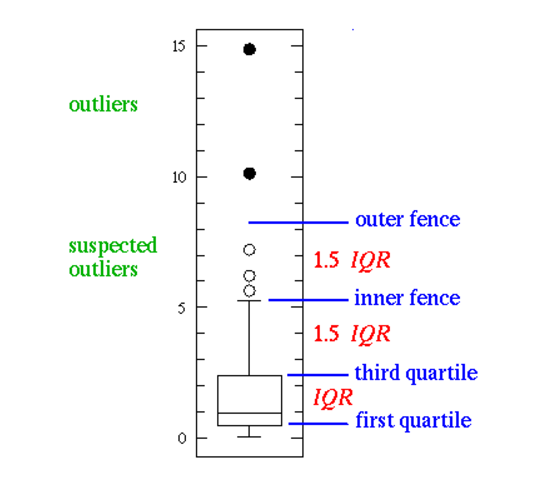 15
outliers
10
outer fence
suspected
outliers
1.5 IQR
inner fence
5
1.5 IQR
third quartile
IQR
first quartile
0